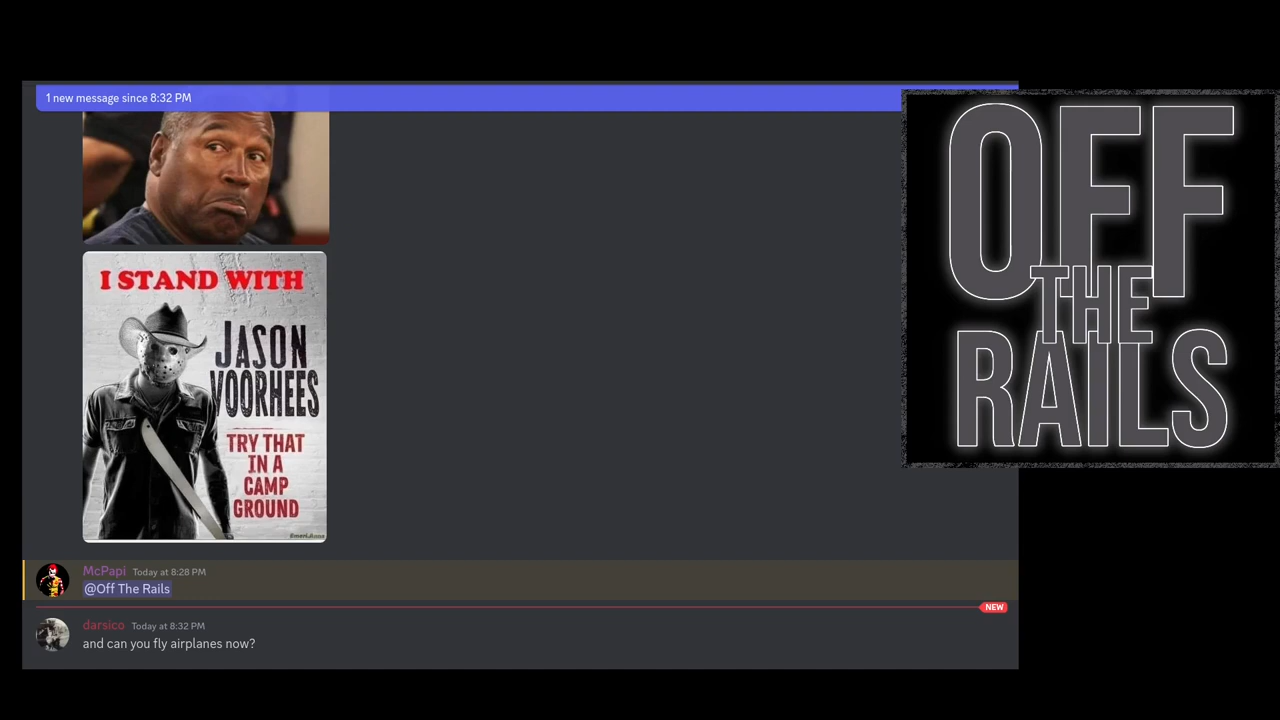 1 new message since 8:32 PM
I STAND WITH
JASON
VOORHEES
TRY THAT
IN A
CAMP
GROUND
EmeriAnna
McPapi Today at 8:28 PM
@Off The Rails
NEW
darsico Today at 8:32 PM
and can you fly airplanes now?
OFF
THE
RAILS